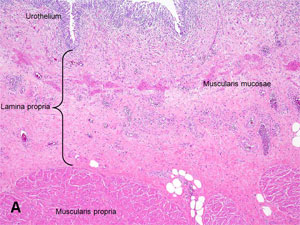 Urothelium
Muscularis mucosae
Lamina propria
A
Muscularis propria